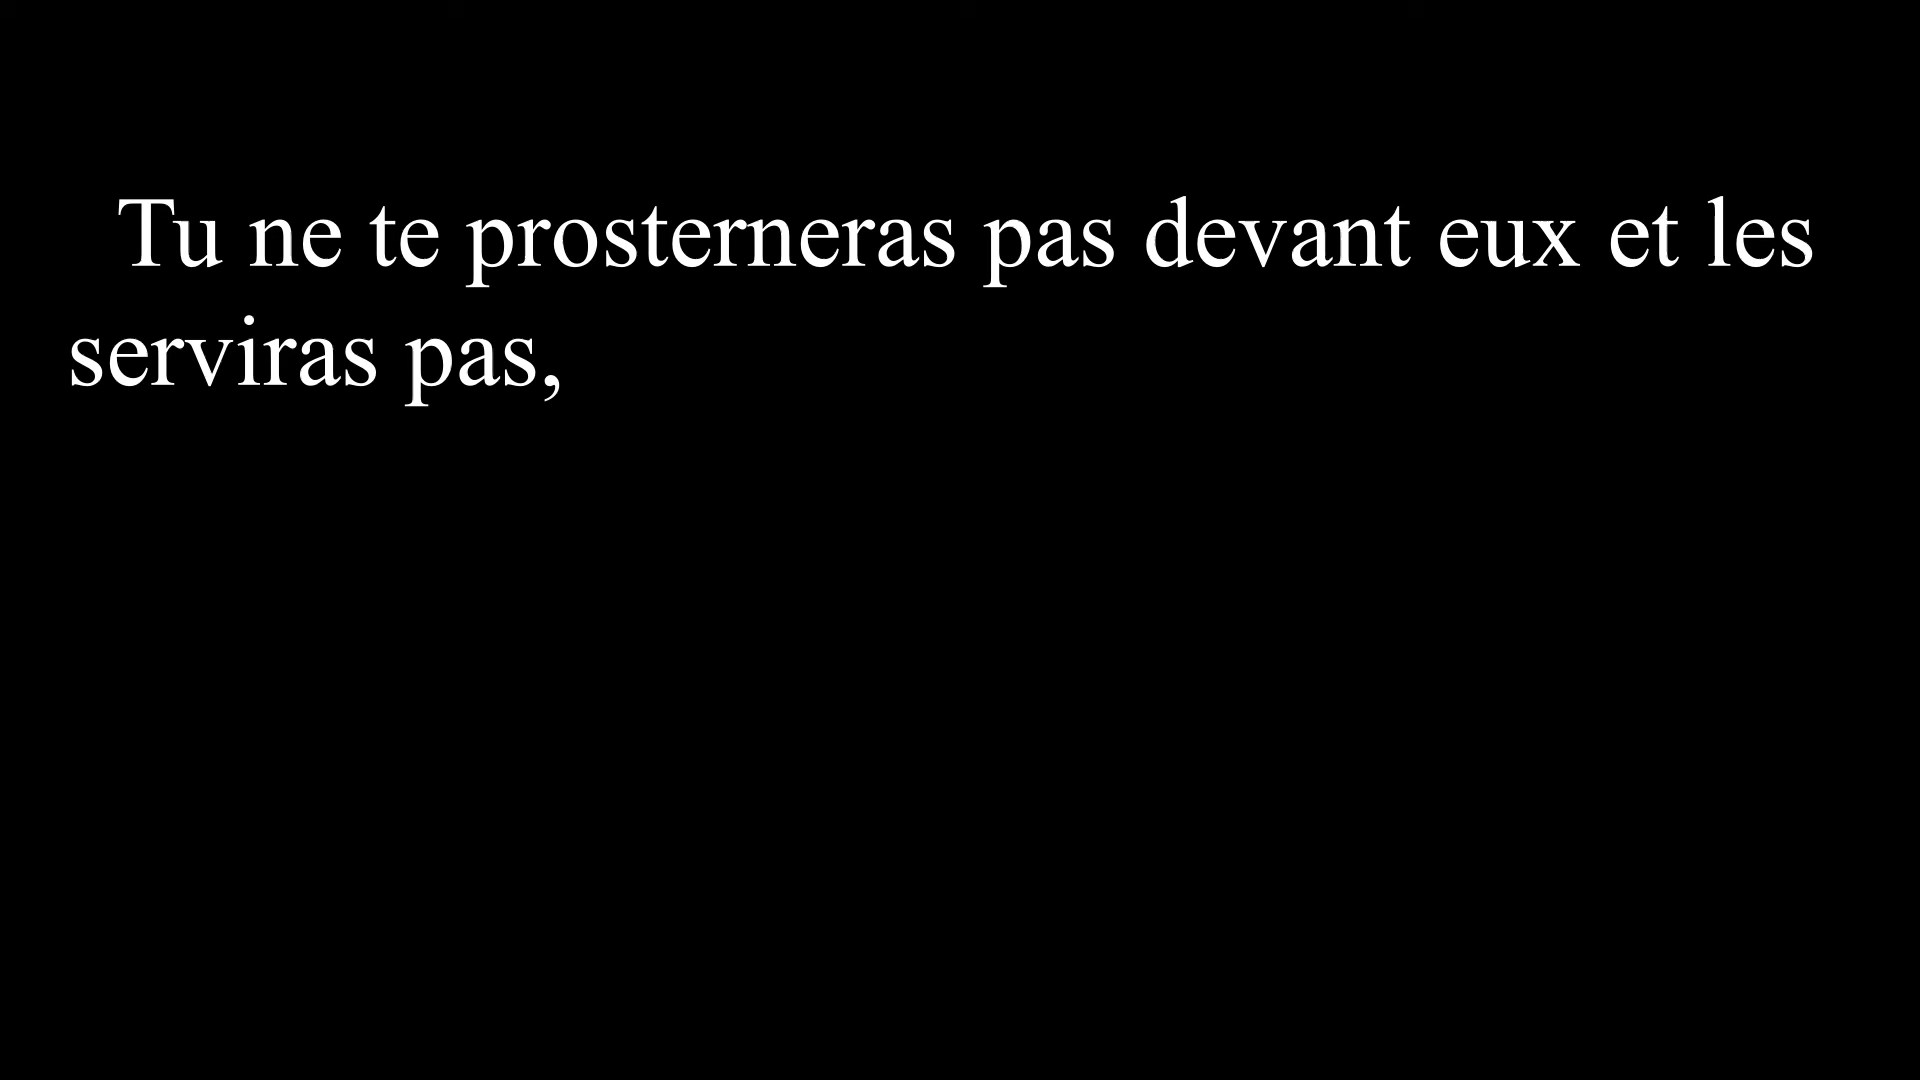 Tu ne te prosterneras pas devant eux et les
serviras pas,